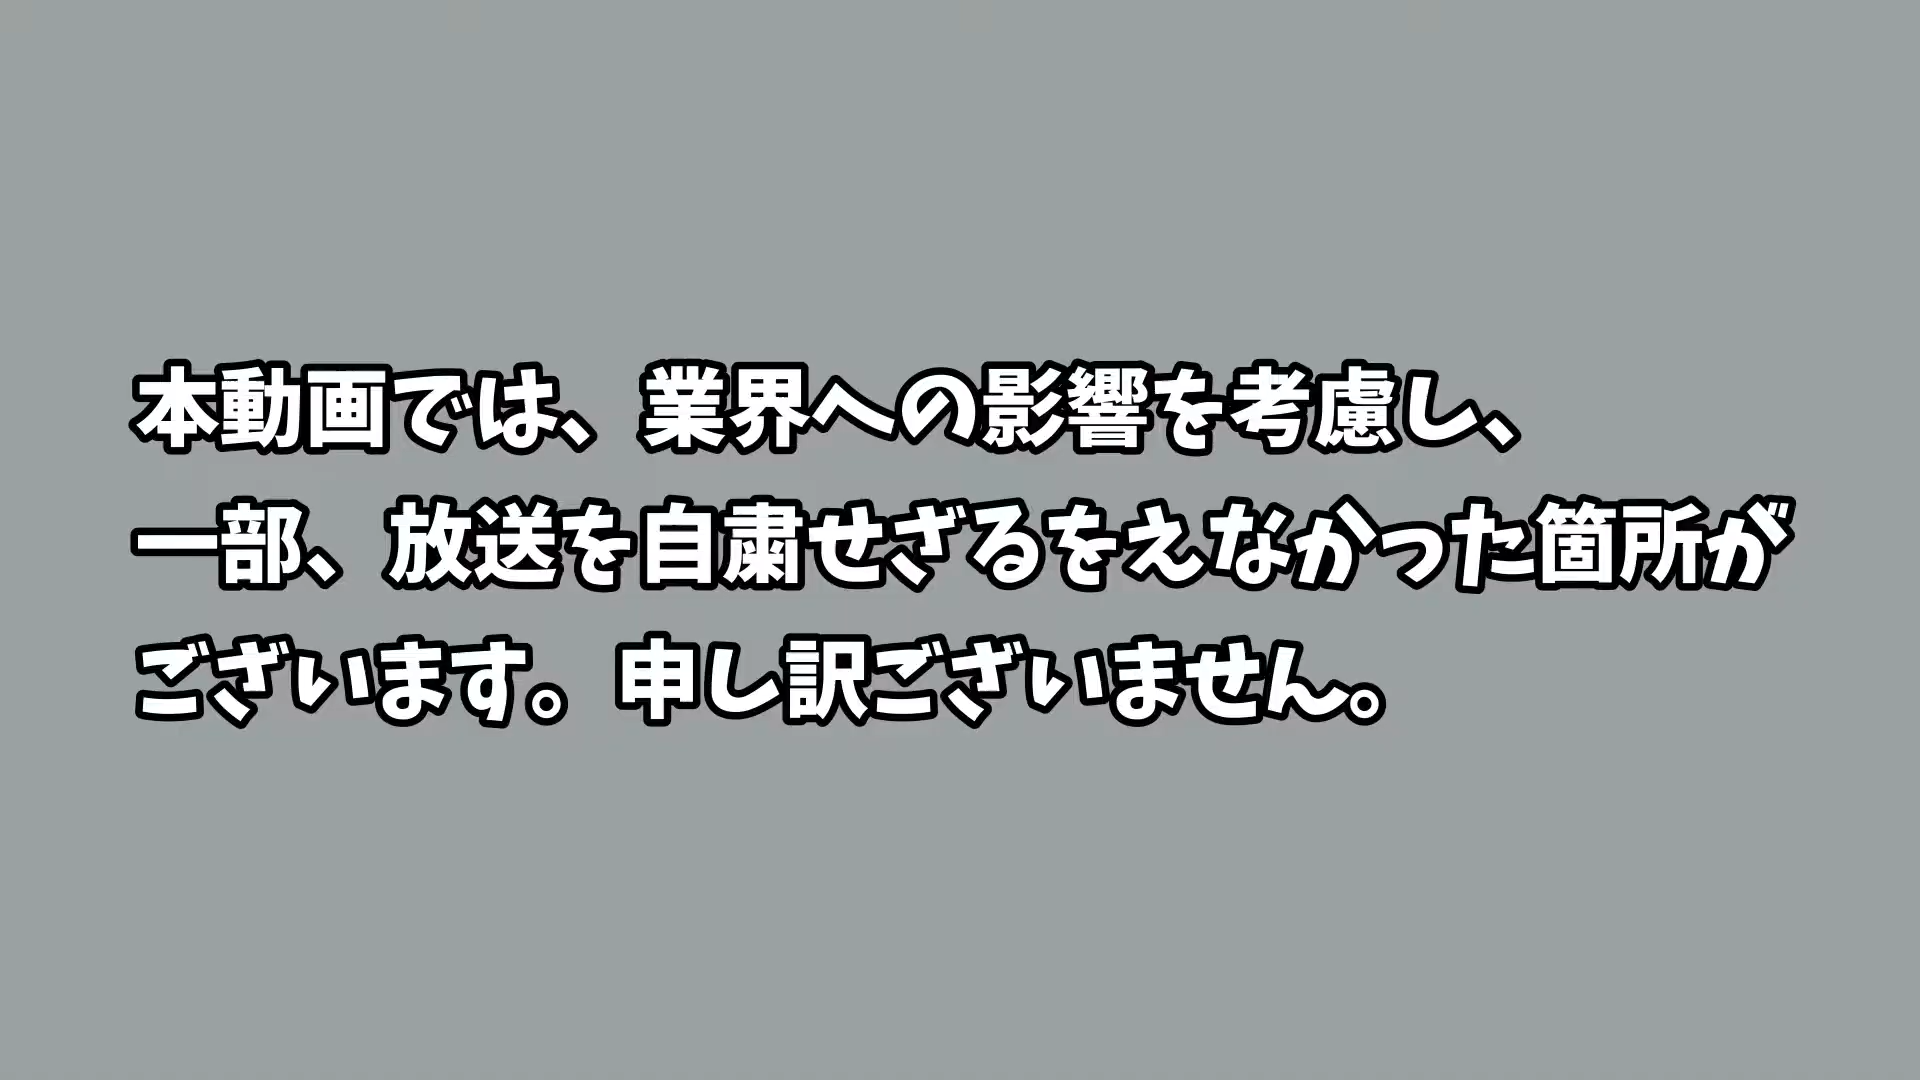 本動画では、業界への影響を考慮し、
一部、放送を自粛せざるをえなかった箇所が
ございます。申し訳ございません。